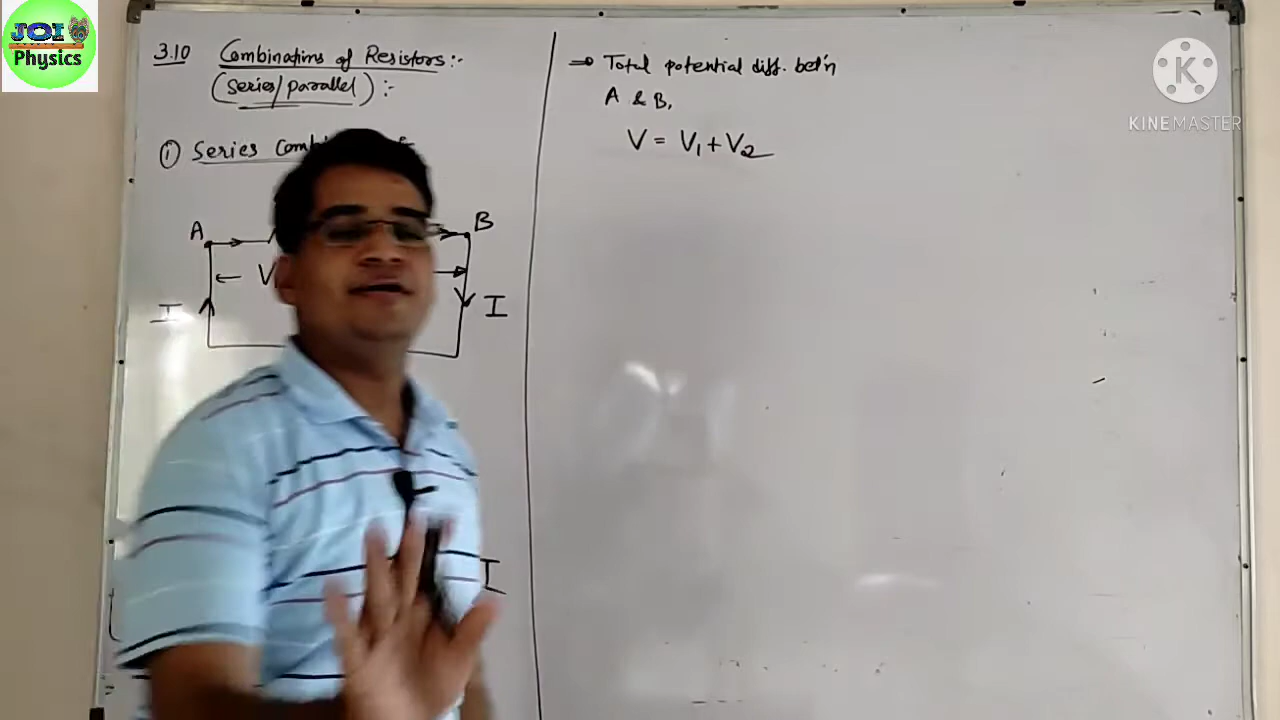 JOI
Physics
3.10 Combinations of Resistors:-
(Series/Parallel):-
① Series
A
B
V
I
I
I
⇒ Total potential diff. bet'n
A & B,
V = V₁ + V₂
K
KINEMASTER